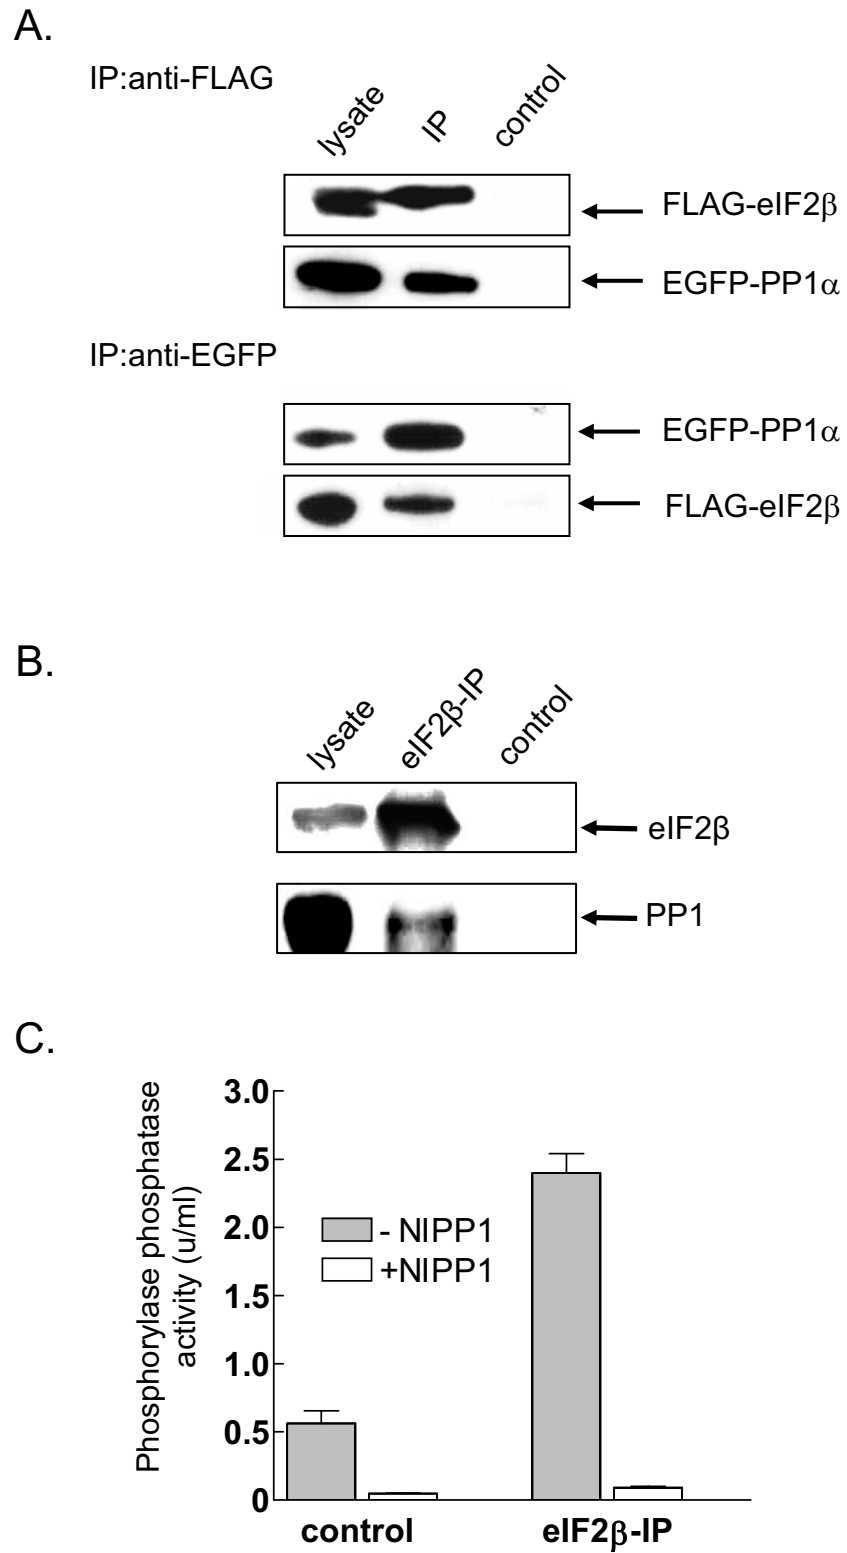 A.
IP:anti-FLAG
lysate IP control
FLAG-eIF2β
EGFP-PP1α
IP:anti-EGFP
EGFP-PP1α
FLAG-eIF2β
B.
lysate eIF2β-IP control
eIF2β
PP1
C.
Phosphorylase phosphatase
activity (u/ml)
3.0
2.5
2.0
1.5
1.0
0.5
0
- NIPP1
+NIPP1
control eIF2β-IP